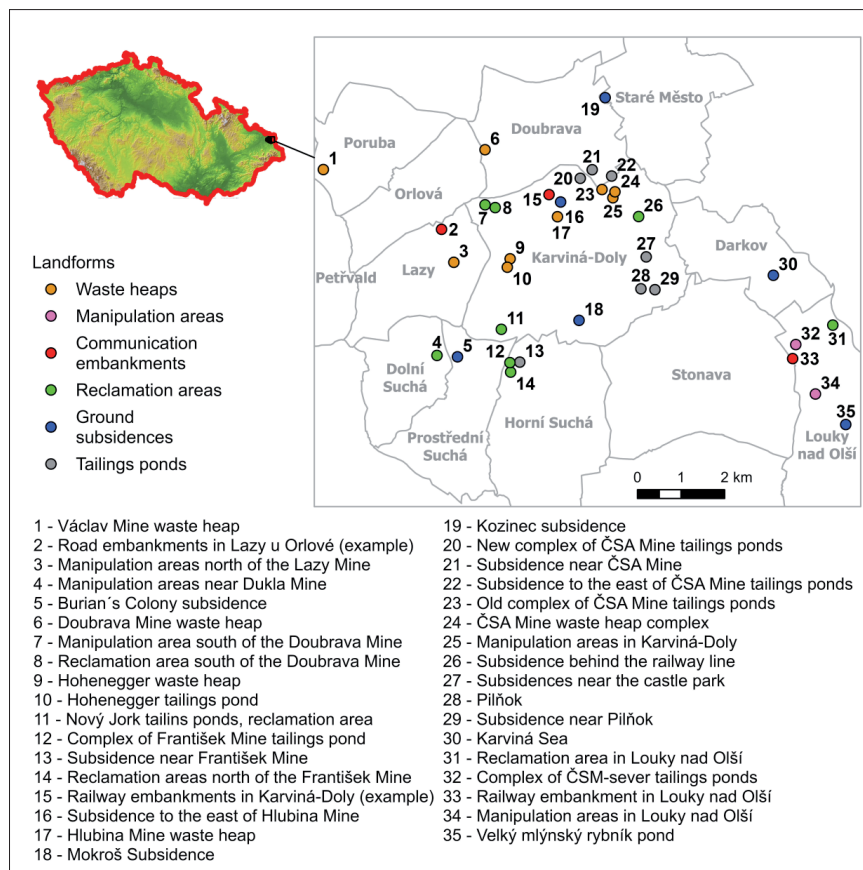 19
Staré Město
Doubrava
6
Poruba
1
21
22
20
24
23
Orlová
15
25
26
7
8
16
2
17
9
27
Darkov
Landforms
3
Karviná-Doly
Petřvald
Lazy
10
28
29
30
Waste heaps
Manipulation areas
18
11
32
31
Communication
embankments
4
5
12
13
33
Reclamation areas
Dolní
Suchá
14
Stonava
34
Ground
subsidences
Prostřední
Suchá
Horní Suchá
35
Louky
nad Olší
Tailings ponds
0 1 2 km
1 - Václav Mine waste heap
2 - Road embankments in Lazy u Orlové (example)
3 - Manipulation areas north of the Lazy Mine
4 - Manipulation areas near Dukla Mine
5 - Burian´s Colony subsidence
6 - Doubrava Mine waste heap
7 - Manipulation area south of the Doubrava Mine
8 - Reclamation area south of the Doubrava Mine
9 - Hohenegger waste heap
10 - Hohenegger tailings pond
11 - Nový Jork tailins ponds, reclamation area
12 - Complex of František Mine tailings pond
13 - Subsidence near František Mine
14 - Reclamation areas north of the František Mine
15 - Railway embankments in Karviná-Doly (example)
16 - Subsidence to the east of Hlubina Mine
17 - Hlubina Mine waste heap
18 - Mokroš Subsidence
19 - Kozinec subsidence
20 - New complex of ČSA Mine tailings ponds
21 - Subsidence near ČSA Mine
22 - Subsidence to the east of ČSA Mine tailings ponds
23 - Old complex of ČSA Mine tailings ponds
24 - ČSA Mine waste heap complex
25 - Manipulation areas in Karviná-Doly
26 - Subsidence behind the railway line
27 - Subsidences near the castle park
28 - Pilňok
29 - Subsidence near Pilňok
30 - Karviná Sea
31 - Reclamation area in Louky nad Olší
32 - Complex of ČSM-sever tailings ponds
33 - Railway embankment in Louky nad Olší
34 - Manipulation areas in Louky nad Olší
35 - Velký mlýnský rybník pond